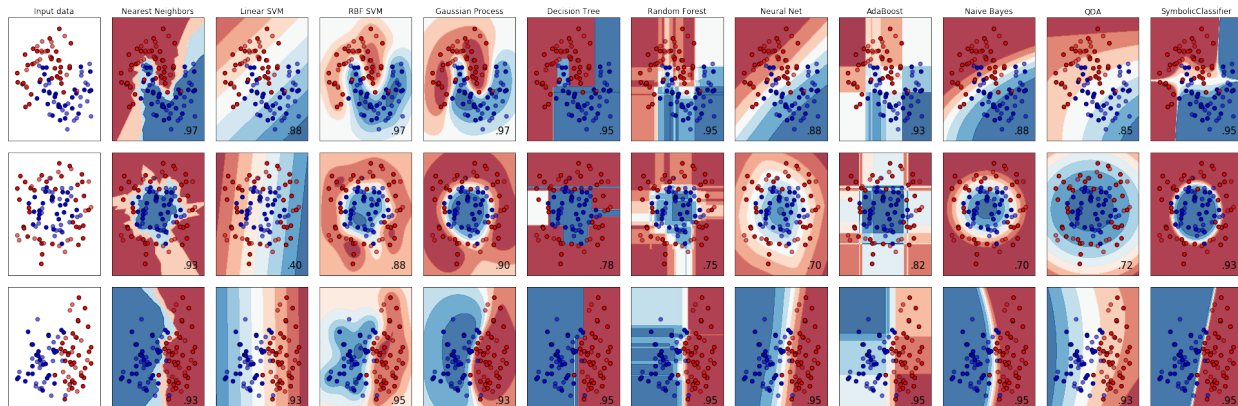 Input data Nearest Neighbors Linear SVM RBF SVM Gaussian Process Decision Tree Random Forest Neural Net AdaBoost Naive Bayes QDA SymbolicClassifier
.97 .88 .97 .97 .95 .95 .88 .93 .88 .85 .95
.93 .40 .88 .90 .78 .75 .70 .82 .70 .72 .93
.93 .93 .95 .93 .95 .95 .95 .95 .95 .93 .95